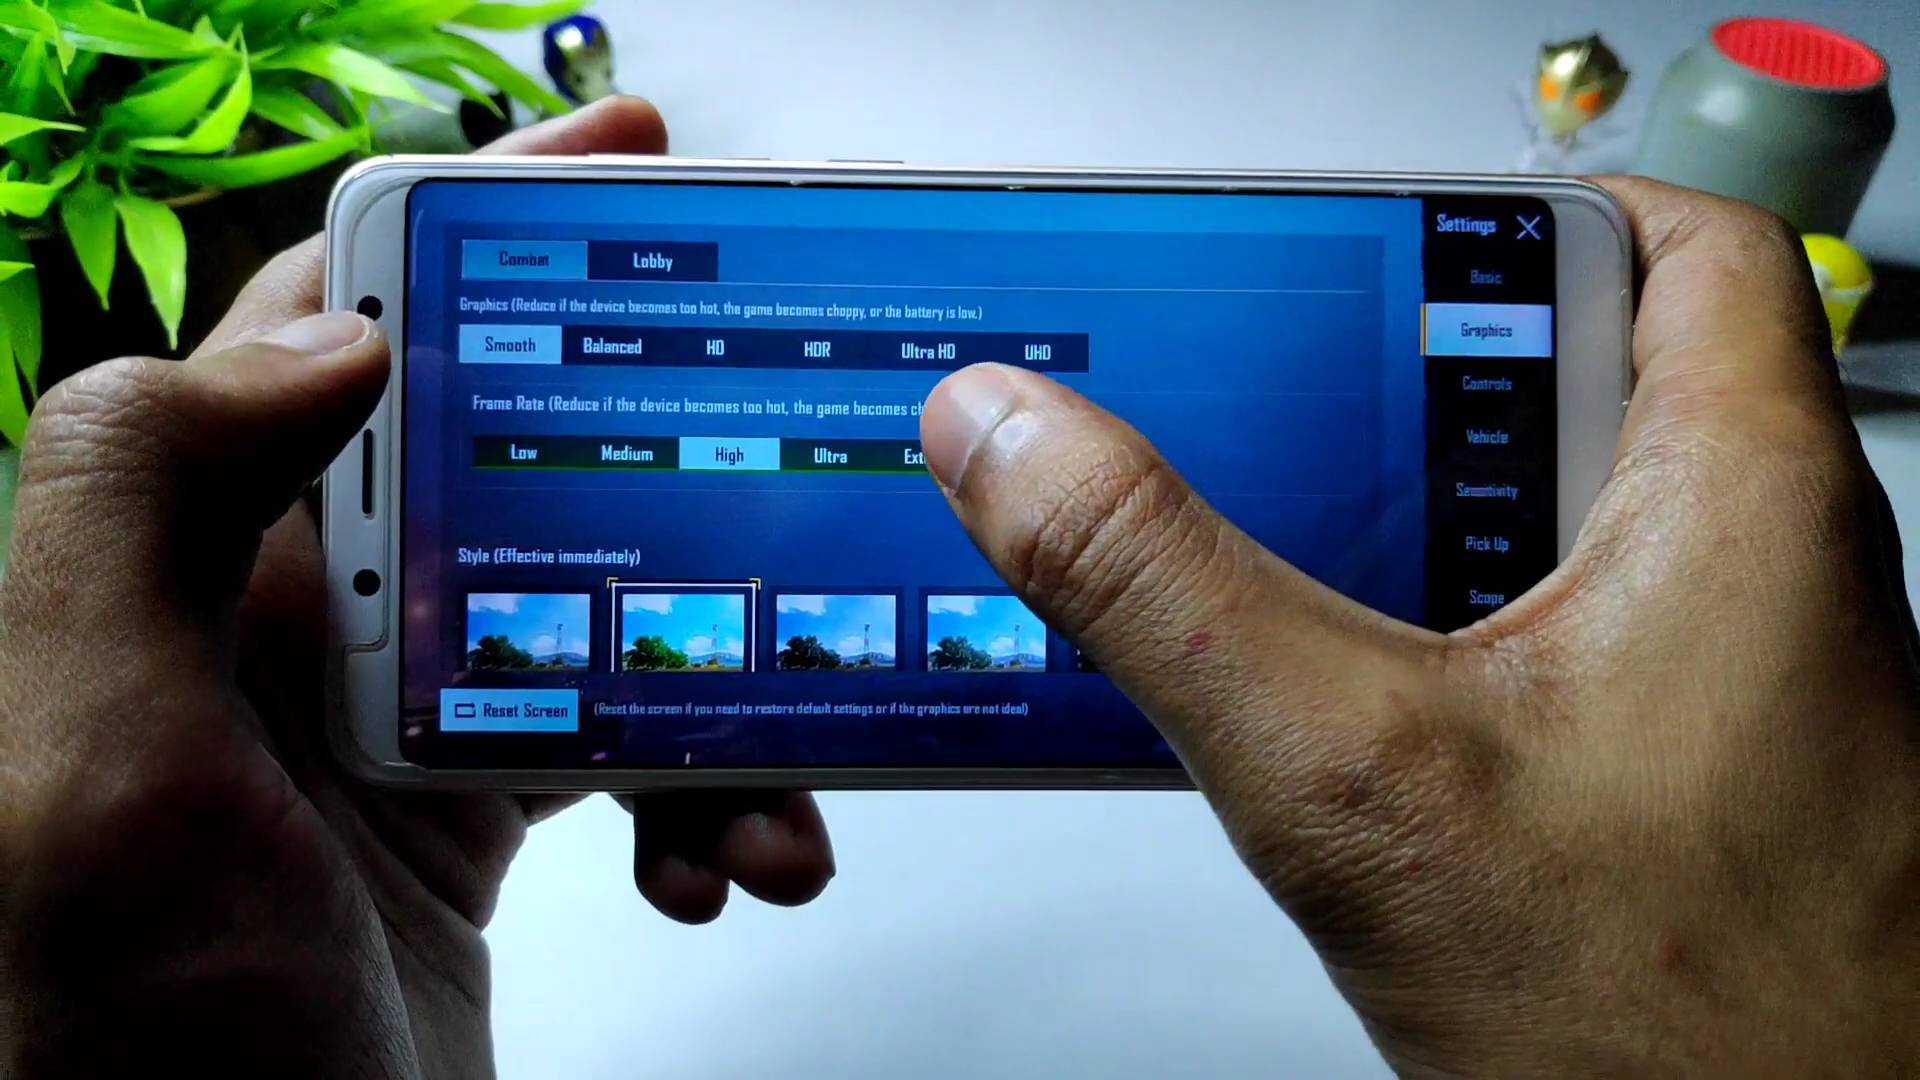 Settings
Combat Lobby
Basic
Graphics (Reduce if the device becomes too hot, the game becomes choppy, or the battery is low.)
Graphics
Smooth Balanced HD HDR Ultra HD UHD
Controls
Frame Rate (Reduce if the device becomes too hot, the game becomes ch
Vehicle
Low Medium High Ultra Ext
Sensitivity
Pick Up
Style (Effective immediately)
Scope
Reset Screen (Reset the screen if you need to restore default settings or if the graphics are not ideal)